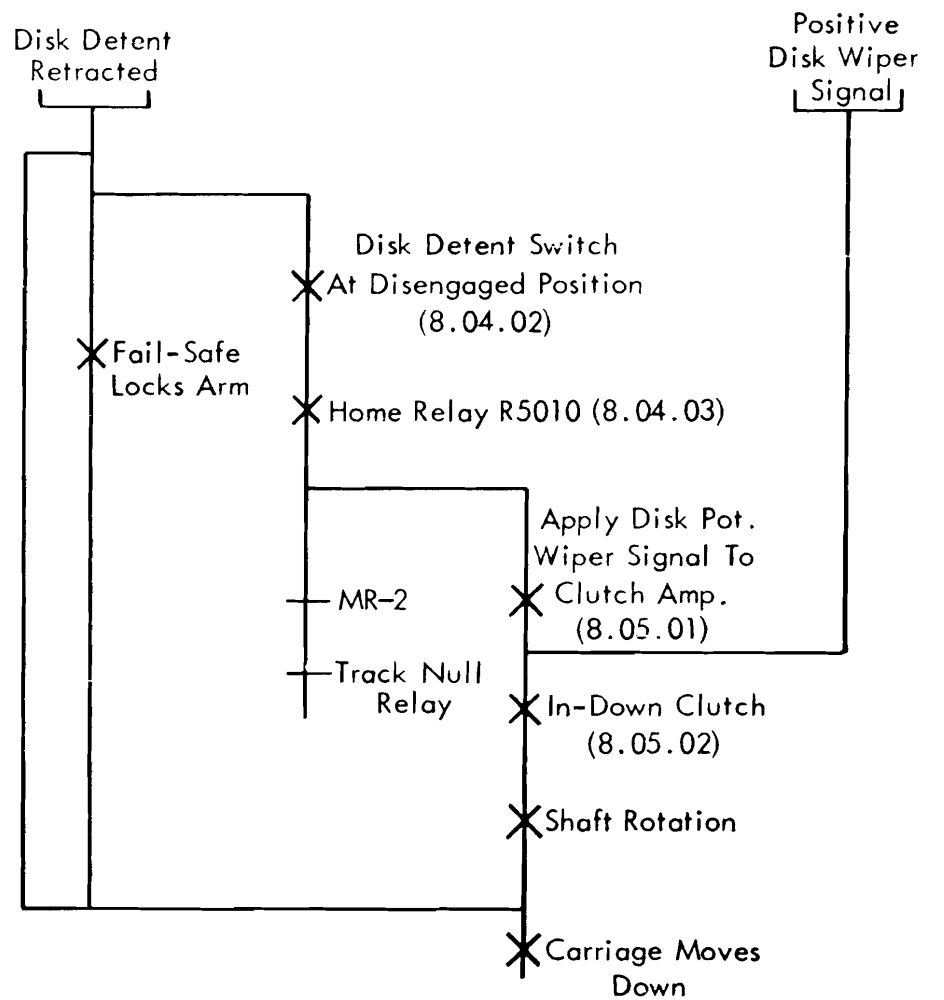 Disk Detent
Retracted
Positive
Disk Wiper
Signal
Disk Detent Switch
At Disengaged Position
(8.04.02)
Fail-Safe
Locks Arm
Home Relay R5010 (8.04.03)
Apply Disk Pot.
Wiper Signal To
Clutch Amp.
(8.05.01)
MR-2
Track Null
Relay
In-Down Clutch
(8.05.02)
Shaft Rotation
Carriage Moves
Down